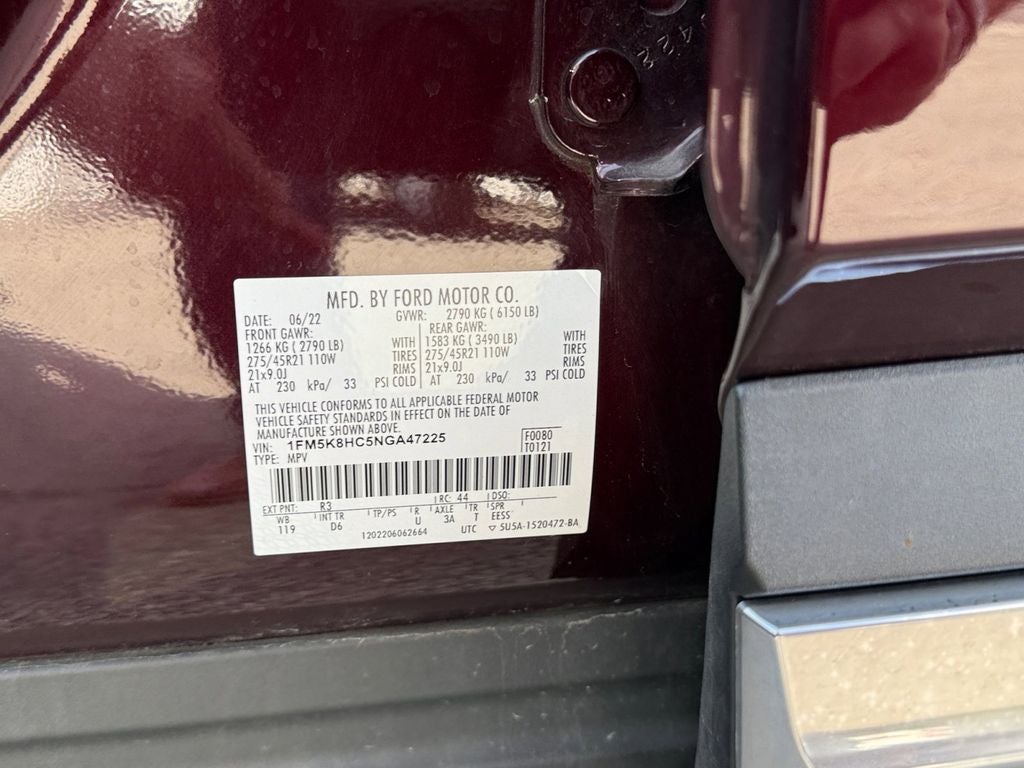 422
MFD. BY FORD MOTOR CO.
DATE: 06/22 GVWR: 2790 KG ( 6150 LB)
FRONT GAWR: REAR GAWR:
1266 KG ( 2790 LB) WITH 1583 KG ( 3490 LB) WITH
275/45R21 110W TIRES 275/45R21 110W TIRES
21x9.0J RIMS 21x9.0J RIMS
AT 230 kPa/ 33 PSI COLD AT 230 kPa/ 33 PSI COLD
THIS VEHICLE CONFORMS TO ALL APPLICABLE FEDERAL MOTOR
VEHICLE SAFETY STANDARDS IN EFFECT ON THE DATE OF
MANUFACTURE SHOWN ABOVE.
VIN: 1FM5K8HC5NGA47225 F0080
TYPE: MPV T0121
EXT PNT: R3 RC: 44 DSO:
WB INT TR TP/PS R AXLE TR SPR
119 D6 U 3A T EESS
1202206062664 UTC ▽ 5U5A-1520472-BA